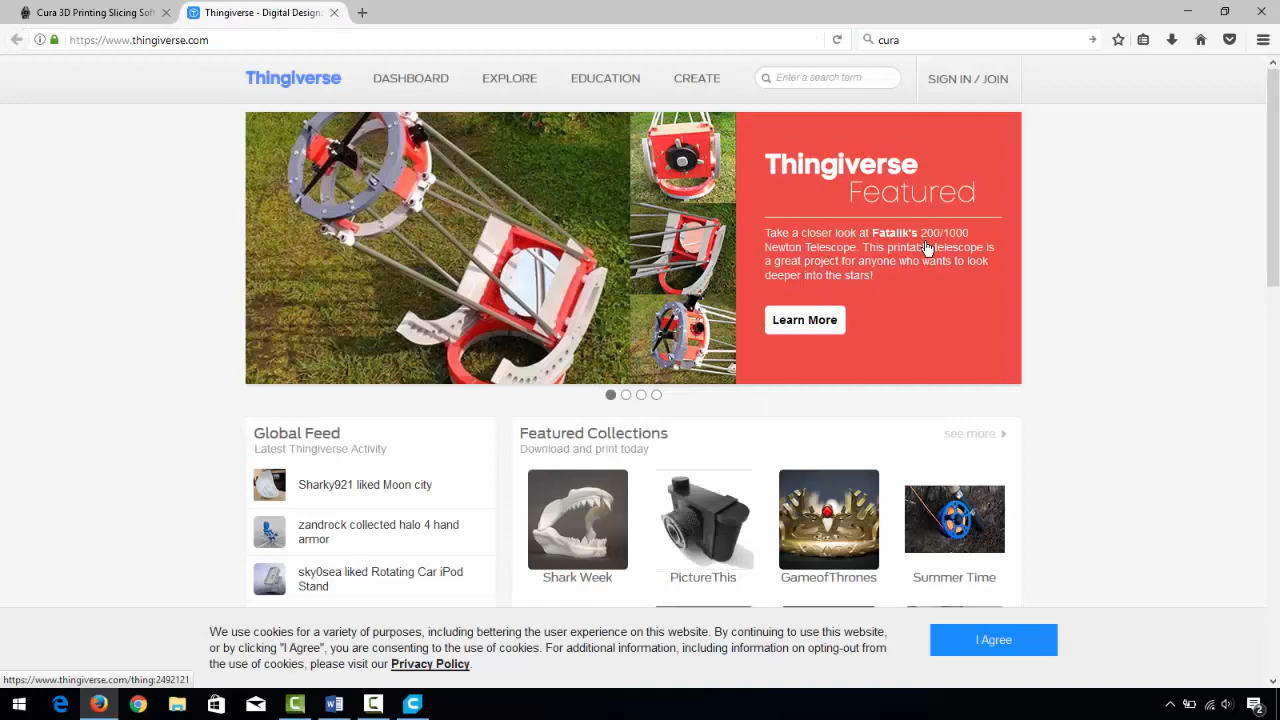 Cura 3D Printing Slicing Sof
Thingiverse - Digital Design
https://www.thingiverse.com
cura
Thingiverse
DASHBOARD
EXPLORE
EDUCATION
CREATE
Enter a search term
SIGN IN / JOIN
Thingiverse
Featured
Take a closer look at Fatalik's 200/1000
Newton Telescope. This printable telescope is
a great project for anyone who wants to look
deeper into the stars!
Learn More
Global Feed
Latest Thingiverse Activity
Sharky921 liked Moon city
zandrock collected halo 4 hand
armor
sky0sea liked Rotating Car iPod
Stand
Featured Collections
Download and print today
see more
Shark Week
PictureThis
GameofThrones
Summer Time
We use cookies for a variety of purposes, including bettering the user experience on this website. By continuing to use this website,
or by clicking "I Agree", you are consenting to the use of cookies. For additional information, including information on opting-out from
the use of cookies, please visit our Privacy Policy.
I Agree
https://www.thingiverse.com/thing:2492121
2